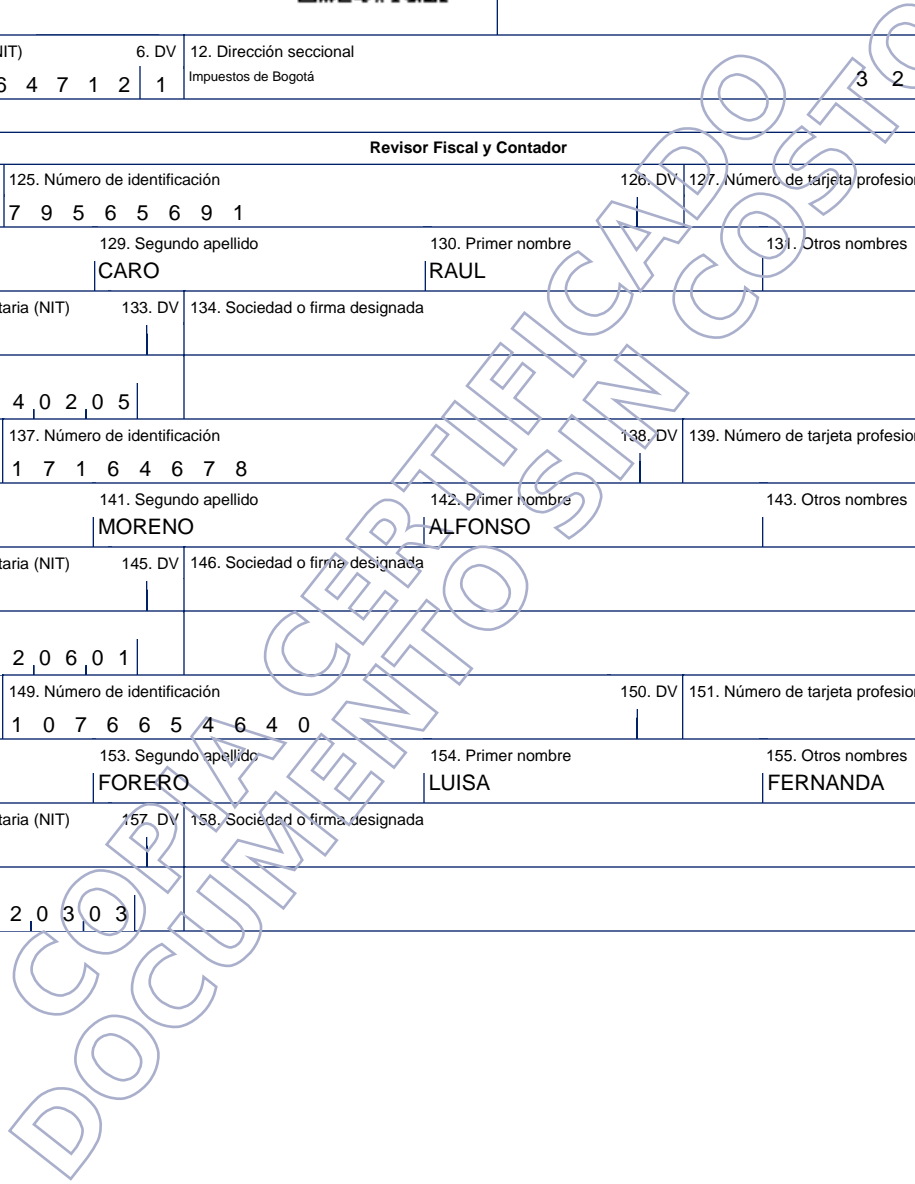 NIT) 6. DV 12. Dirección seccional
6 4 7 1 2 1 Impuestos de Bogotá 3 2
Revisor Fiscal y Contador
125. Número de identificación 126. DV 127. Número de tarjeta profesion
7 9 5 6 5 6 9 1
129. Segundo apellido 130. Primer nombre 131. Otros nombres
CARO RAUL
taria (NIT) 133. DV 134. Sociedad o firma designada
4 0 2 0 5
137. Número de identificación 138. DV 139. Número de tarjeta profesion
1 7 1 6 4 6 7 8
141. Segundo apellido 142. Primer nombre 143. Otros nombres
MORENO ALFONSO
taria (NIT) 145. DV 146. Sociedad o firma designada
2 0 6 0 1
149. Número de identificación 150. DV 151. Número de tarjeta profesion
1 0 7 6 6 5 4 6 4 0
153. Segundo apellido 154. Primer nombre 155. Otros nombres
FORERO LUISA FERNANDA
taria (NIT) 157. DV 158. Sociedad o firma designada
2 0 3 0 3
COPIA CERTIFICADO
DOCUMENTO SIN COSTO